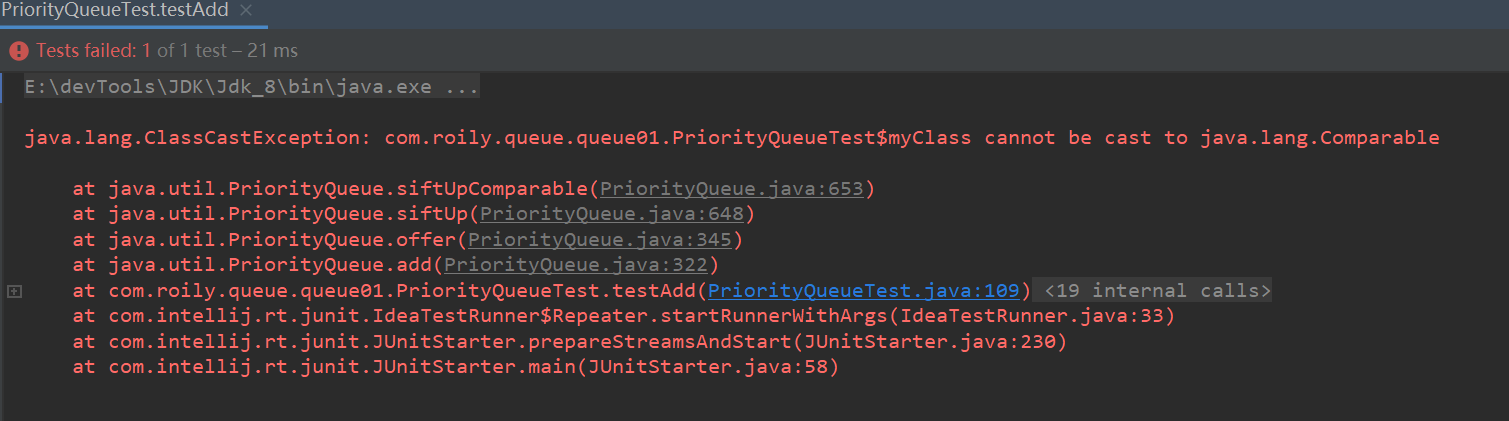 PriorityQueueTest.testAdd ×
Tests failed: 1 of 1 test – 21 ms
E:\devTools\JDK\Jdk_8\bin\java.exe ...
java.lang.ClassCastException: com.roily.queue.queue01.PriorityQueueTest$myClass cannot be cast to java.lang.Comparable
at java.util.PriorityQueue.siftUpComparable(PriorityQueue.java:653)
at java.util.PriorityQueue.siftUp(PriorityQueue.java:648)
at java.util.PriorityQueue.offer(PriorityQueue.java:345)
at java.util.PriorityQueue.add(PriorityQueue.java:322)
at com.roily.queue.queue01.PriorityQueueTest.testAdd(PriorityQueueTest.java:109) <19 internal calls>
at com.intellij.rt.junit.IdeaTestRunner$Repeater.startRunnerWithArgs(IdeaTestRunner.java:33)
at com.intellij.rt.junit.JUnitStarter.prepareStreamsAndStart(JUnitStarter.java:230)
at com.intellij.rt.junit.JUnitStarter.main(JUnitStarter.java:58)